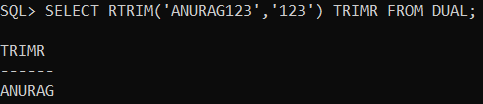 SQL> SELECT RTRIM('ANURAG123','123') TRIMR FROM DUAL;
TRIMR
------
ANURAG